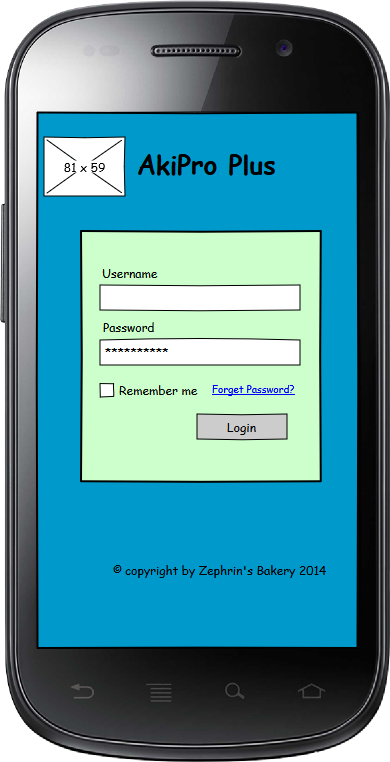 81 x 59
AkiPro Plus
Username
Password
**********
Remember me
Forget Password?
Login
© copyright by Zephrin's Bakery 2014